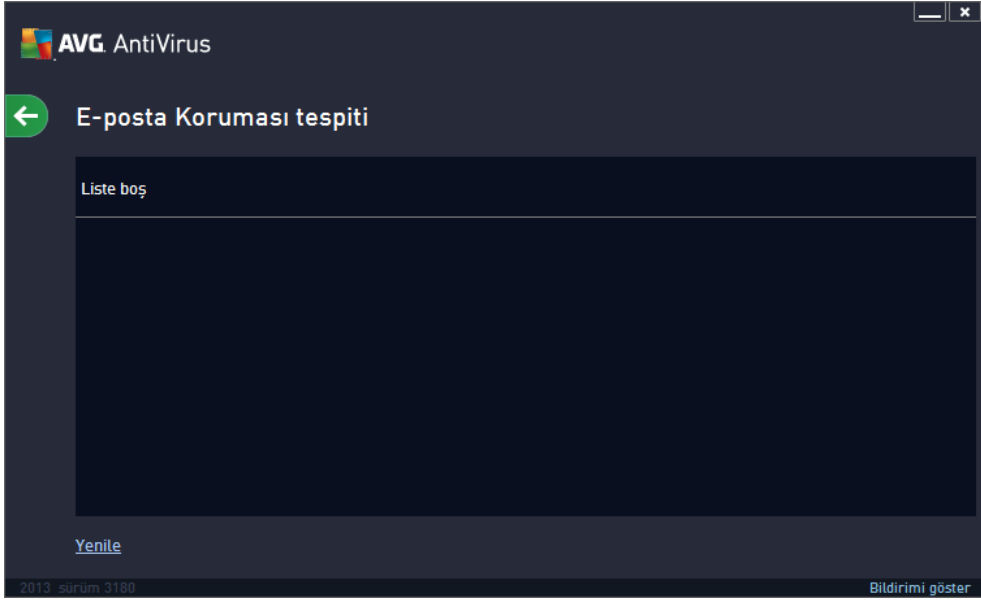 AVG. AntiVirus
E-posta Koruması tespiti
Liste boş
Yenile
2013 sürüm 3180
Bildirimi göster